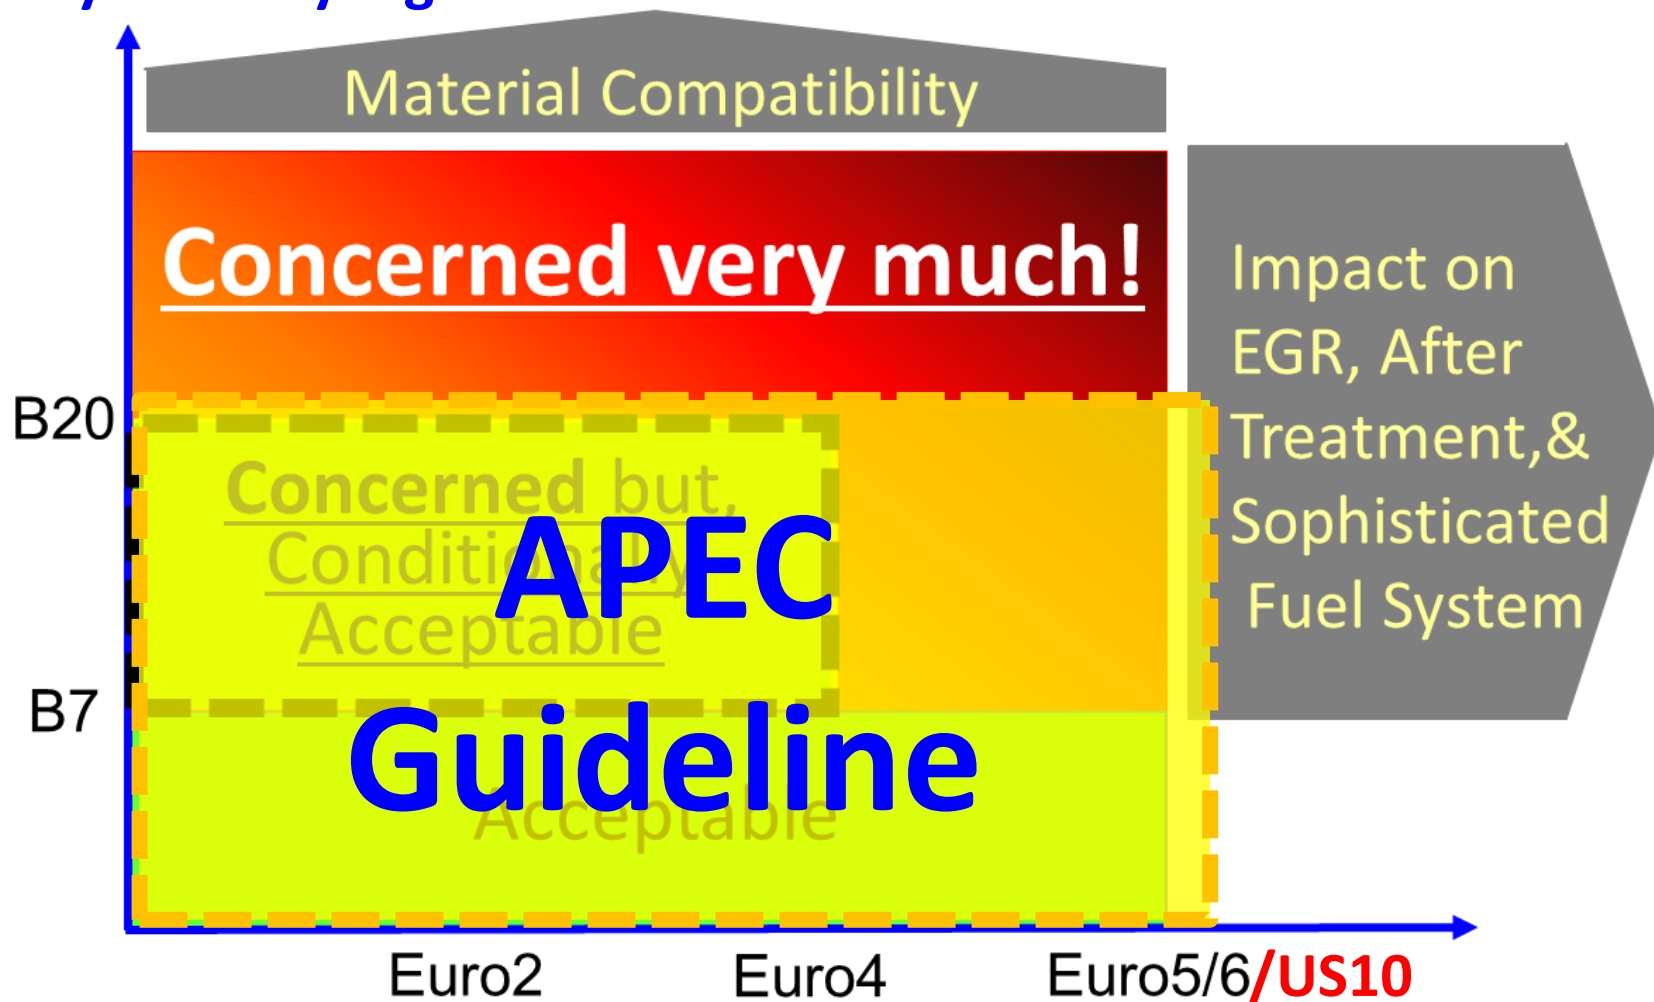 Material Compatibility
Concerned very much!
Impact on
EGR, After
Treatment,&
Sophisticated
Fuel System
B20
Concerned but,
Conditionally
Acceptable
APEC
B7
Guideline
Acceptable
Euro2
Euro4
Euro5/6/US10